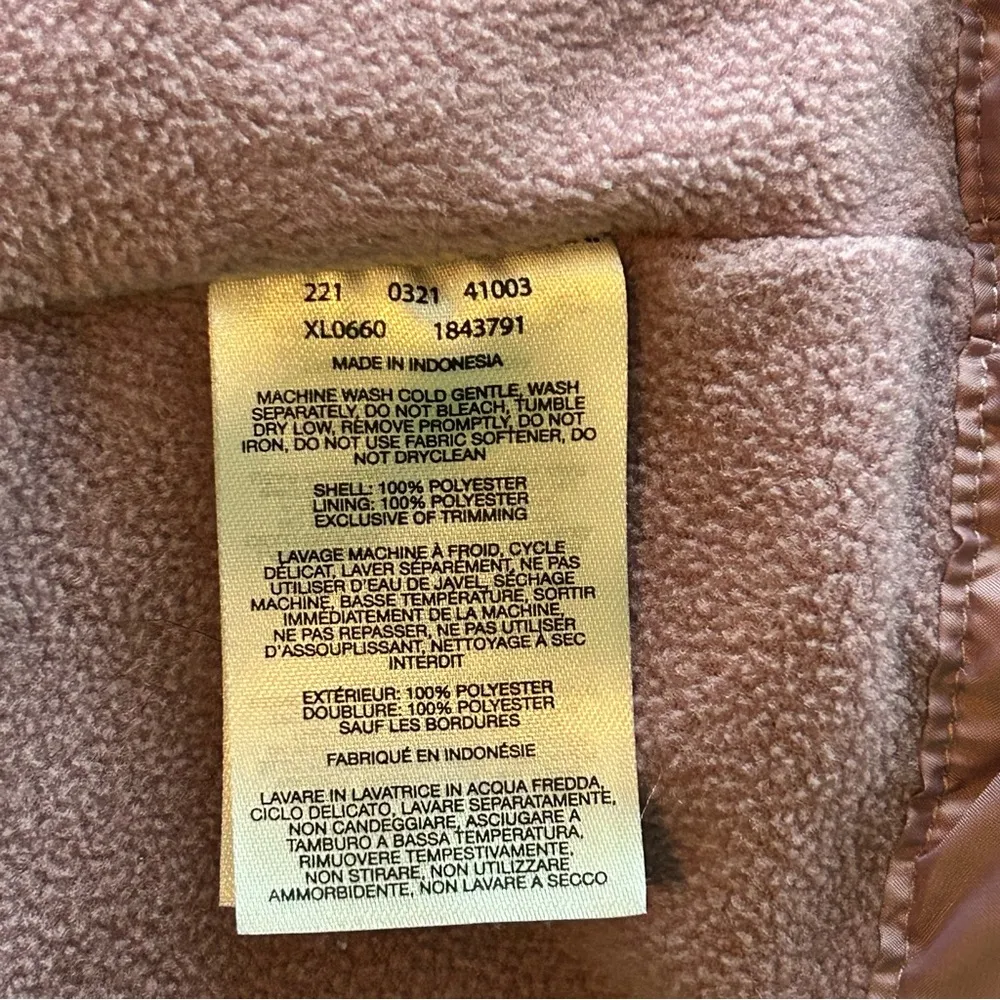 221 0321 41003
XL0660 1843791
MADE IN INDONESIA
MACHINE WASH COLD GENTLE, WASH
SEPARATELY, DO NOT BLEACH, TUMBLE
DRY LOW, REMOVE PROMPTLY, DO NOT
IRON, DO NOT USE FABRIC SOFTENER, DO
NOT DRYCLEAN
SHELL: 100% POLYESTER
LINING: 100% POLYESTER
EXCLUSIVE OF TRIMMING
LAVAGE MACHINE À FROID, CYCLE
DÉLICAT, LAVER SÉPARÉMENT, NE PAS
UTILISER D'EAU DE JAVEL, SÉCHAGE
MACHINE, BASSE TEMPÉRATURE, SORTIR
IMMÉDIATEMENT DE LA MACHINE,
NE PAS REPASSER, NE PAS UTILISER
D'ASSOUPLISSANT, NETTOYAGE À SEC
INTERDIT
EXTÉRIEUR: 100% POLYESTER
DOUBLURE: 100% POLYESTER
SAUF LES BORDURES
FABRIQUÉ EN INDONÉSIE
LAVARE IN LAVATRICE IN ACQUA FREDDA,
CICLO DELICATO, LAVARE SEPARATAMENTE,
NON CANDEGGIARE, ASCIUGARE A
TAMBURO A BASSA TEMPERATURA,
RIMUOVERE TEMPESTIVAMENTE,
NON STIRARE, NON UTILIZZARE
AMMORBIDENTE, NON LAVARE A SECCO